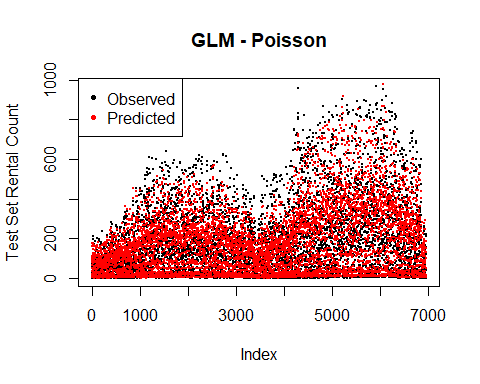 GLM - Poisson
Test Set Rental Count
1000
600
200
0
Observed
Predicted
0 1000 3000 5000 7000
Index